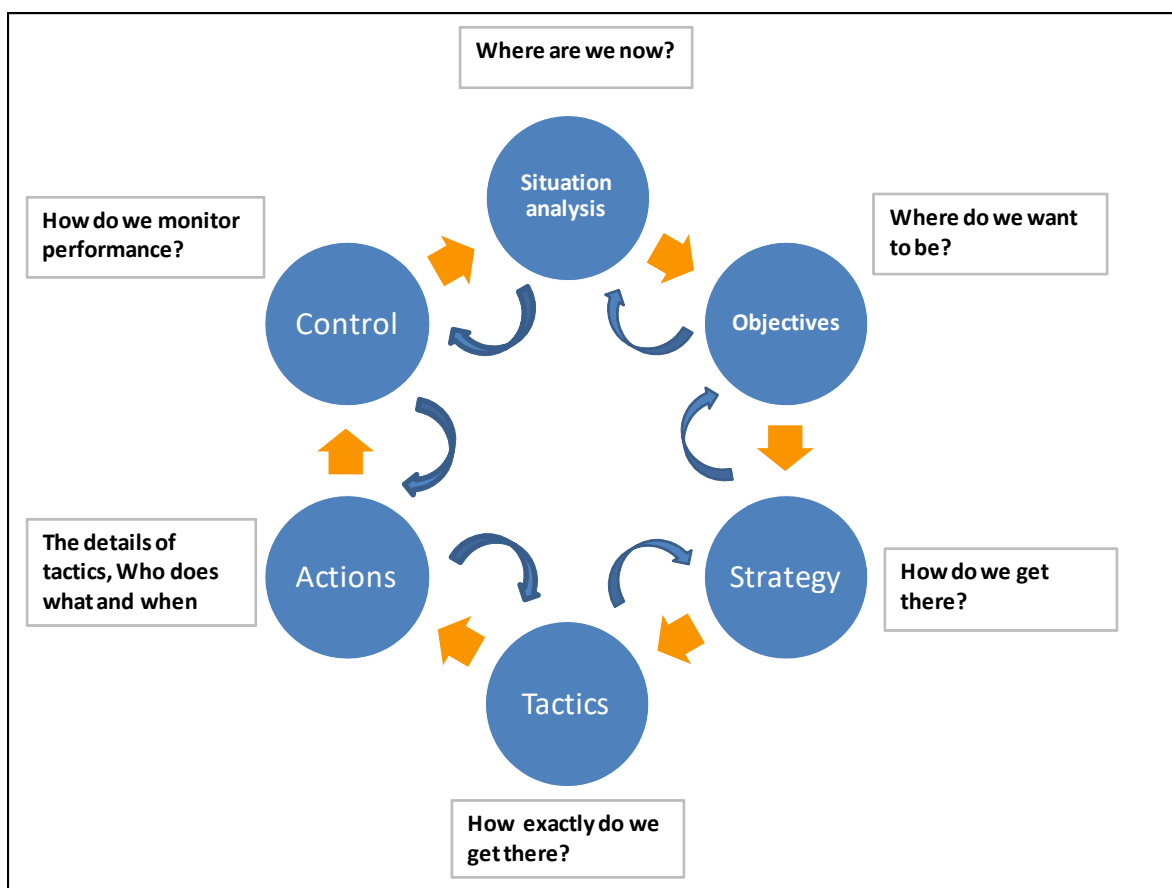 Where are we now?
Situation
analysis
How do we monitor
performance?
Where do we want
to be?
Control
Objectives
The details of
tactics, Who does
what and when
Actions
Strategy
How do we get
there?
Tactics
How exactly do we
get there?